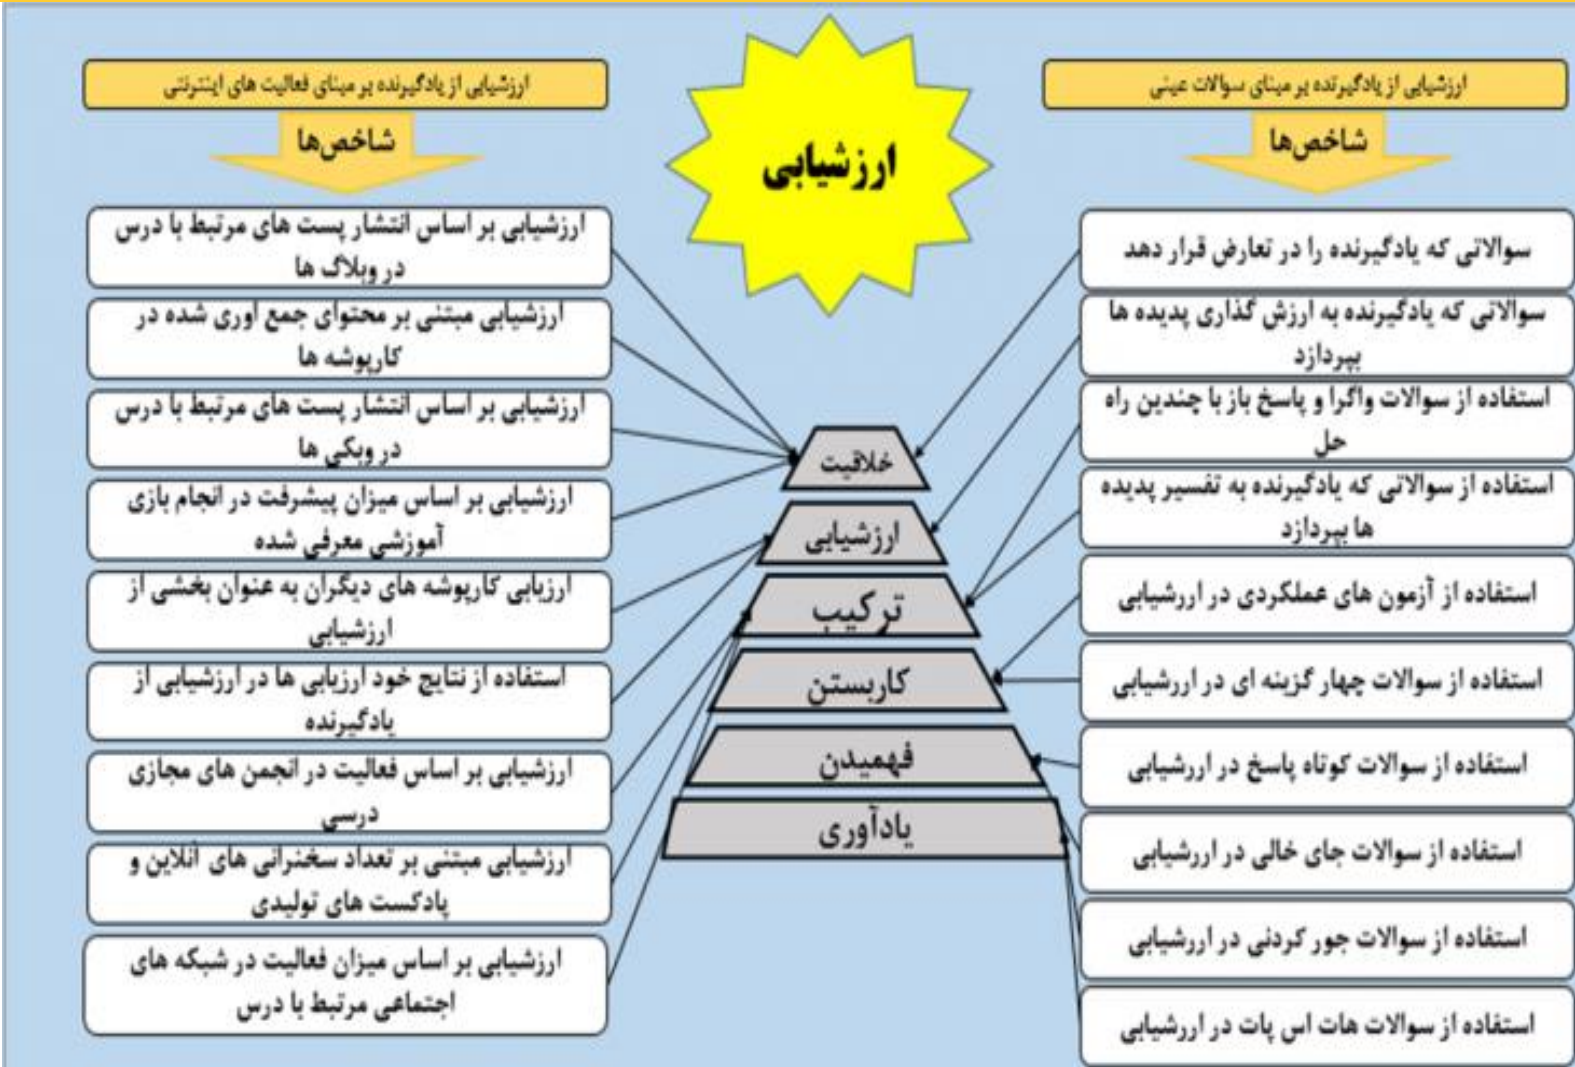 ارزشیابی
ارزشیابی از یادگیرنده بر مبنای سوالات عینی
شاخص‌ها
سوالاتی که یادگیرنده را در تعارض قرار دهد
سوالاتی که یادگیرنده به ارزش گذاری پدیده ها
بپردازد
استفاده از سوالات واگرا و پاسخ باز با چندین راه
حل
استفاده از سوالاتی که یادگیرنده به تفسیر پدیده
ها بپردازد
استفاده از آزمون های عملکردی در اررشیابی
استفاده از سوالات چهار گزینه ای در اررشیابی
استفاده از سوالات کوتاه پاسخ در اررشیابی
استفاده از سوالات جای خالی در اررشیابی
استفاده از سوالات جور کردنی در اررشیابی
استفاده از سوالات هات اس پات در اررشیابی
خلاقیت
ارزشیابی
ترکیب
کاربستن
فهمیدن
یادآوری
ارزشیابی از یادگیرنده بر مبنای فعالیت های اینترنتی
شاخص‌ها
ارزشیابی بر اساس انتشار پست های مرتبط با درس
در وبلاگ ها
ارزشیابی مبتنی بر محتوای جمع اوری شده در
کارپوشه ها
ارزشیابی بر اساس انتشار پست های مرتبط با درس
در ویکی ها
ارزشیابی بر اساس میزان پیشرفت در انجام بازی
آموزشی معرفی شده
ارزیابی کارپوشه های دیگران به عنوان بخشی از
ارزشیابی
استفاده از نتایج خود ارزیابی ها در ارزشیابی از
یادگیرنده
ارزشیابی بر اساس فعالیت در انجمن های مجازی
درسی
ارزشیابی مبتنی بر تعداد سخنرانی های آنلاین و
پادکست های تولیدی
ارزشیابی بر اساس میزان فعالیت در شبکه های
اجتماعی مرتبط با درس